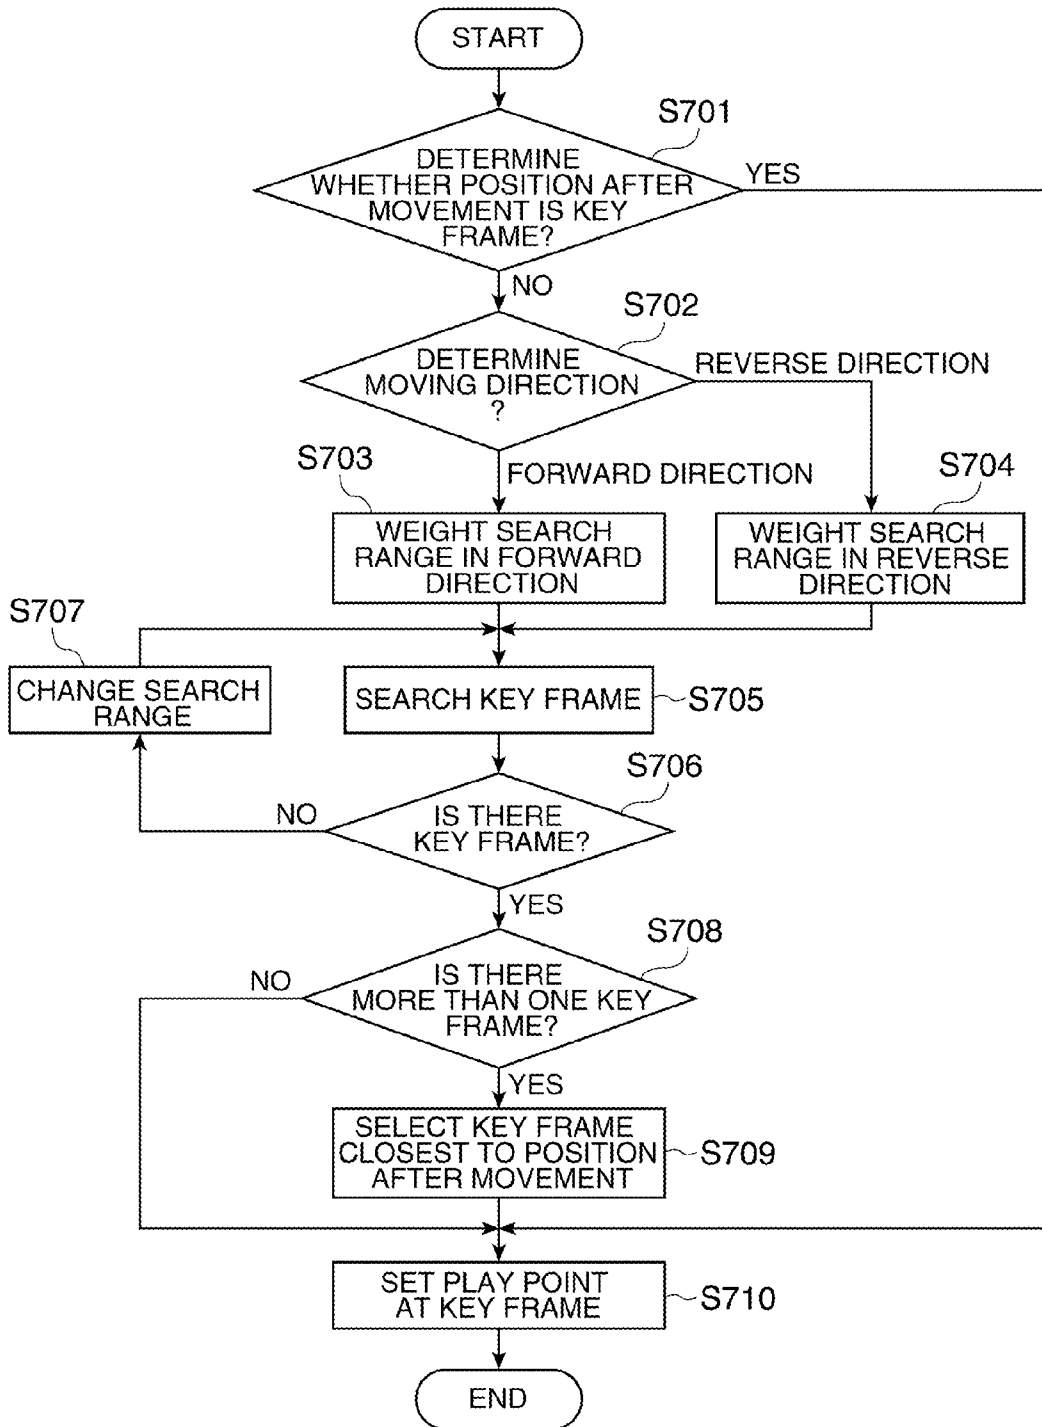 START
S701
DETERMINE
WHETHER POSITION AFTER
MOVEMENT IS KEY
FRAME?
YES
NO
S702
DETERMINE
MOVING DIRECTION
?
REVERSE DIRECTION
S703
FORWARD DIRECTION
S704
WEIGHT SEARCH
RANGE IN FORWARD
DIRECTION
WEIGHT SEARCH
RANGE IN REVERSE
DIRECTION
S707
CHANGE SEARCH
RANGE
SEARCH KEY FRAME
S705
S706
NO
IS THERE
KEY FRAME?
YES
S708
NO
IS THERE
MORE THAN ONE KEY
FRAME?
YES
SELECT KEY FRAME
CLOSEST TO POSITION
AFTER MOVEMENT
S709
SET PLAY POINT
AT KEY FRAME
S710
END